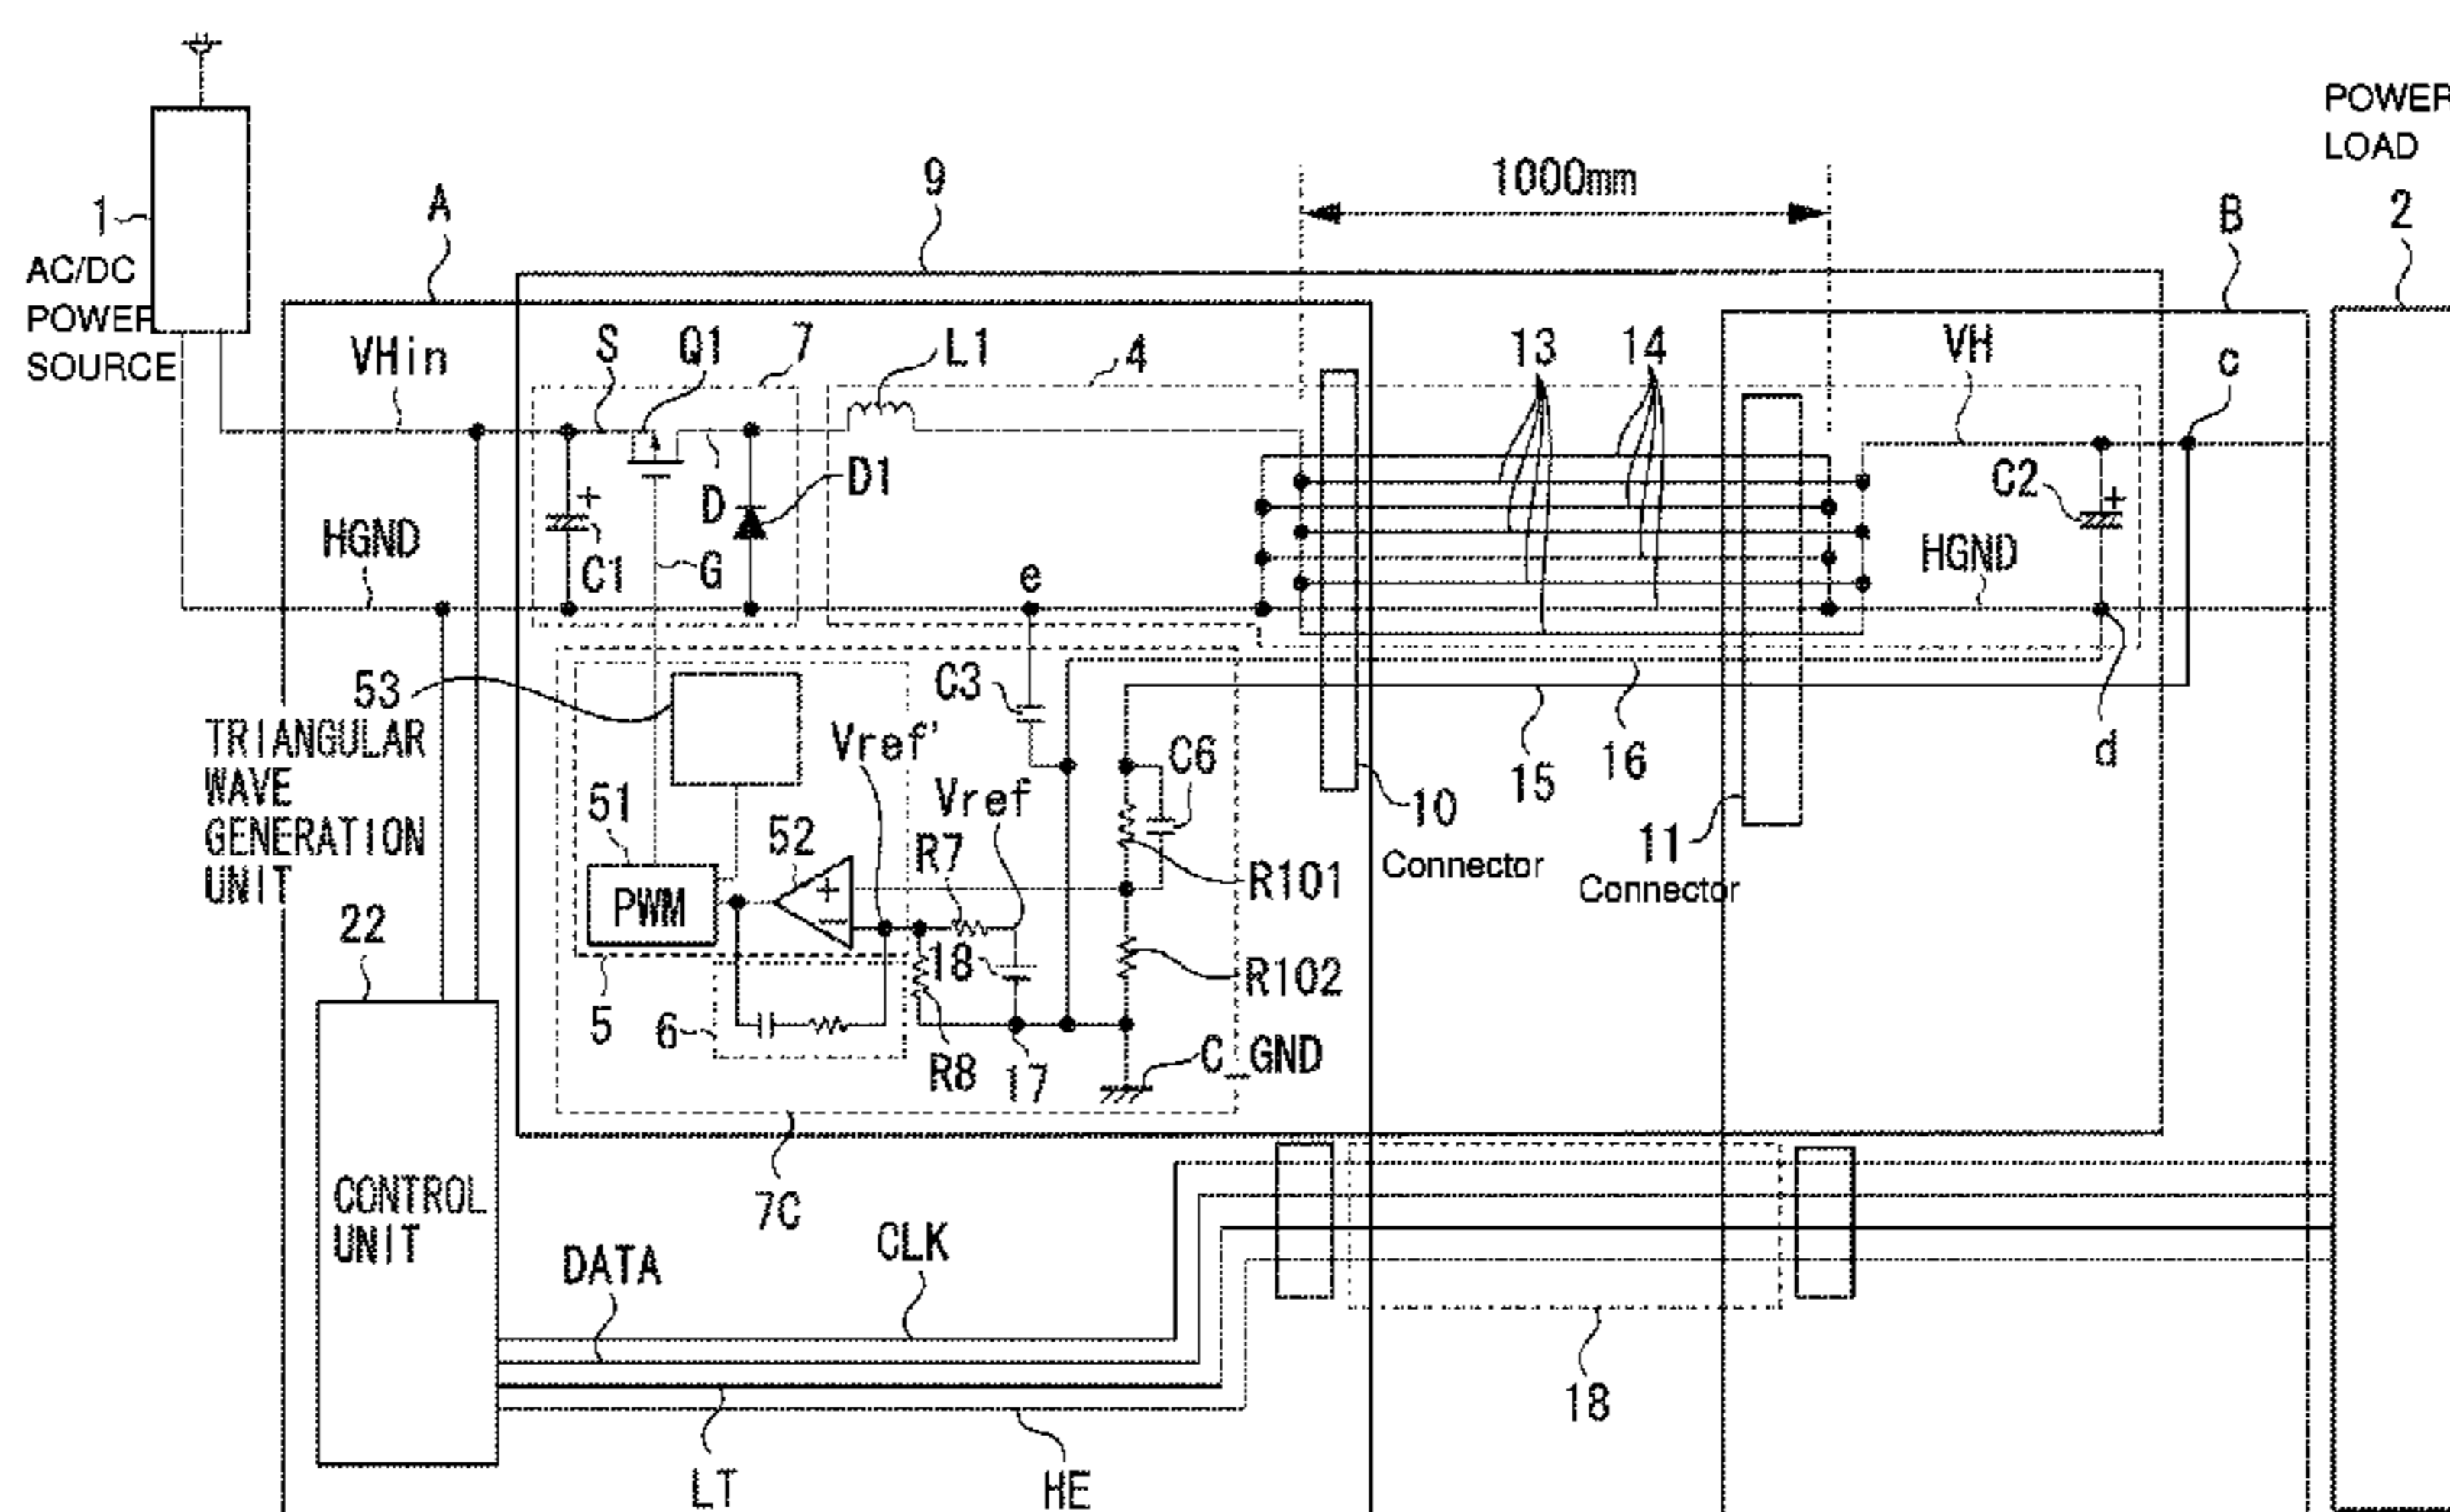 POWER
LOAD
1
AC/DC
POWER
SOURCE
A
9
1000mm
B
2
VHin
S
Q1
7
L1
4
13
14
VH
c
D
D1
C2
+
HGND
+
C1
G
e
HGND
53
TRIANGULAR
WAVE
GENERATION
UNIT
C3
Vref'
Vref
C6
15
16
d
51
52
R7
10
Connector
11
Connector
R101
PWM
+
−
18
R102
22
5
6
R8
17
C_GND
CONTROL
UNIT
7C
DATA
CLK
18
LT
HE